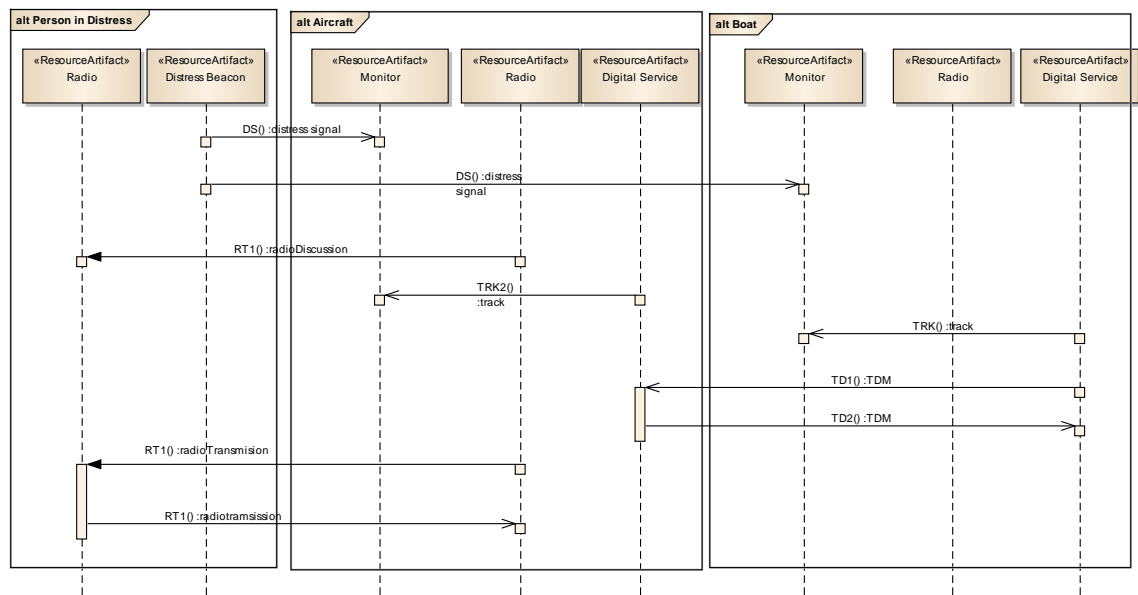 alt Person in Distress
alt Aircraft
alt Boat
«ResourceArtifact»
Radio
«ResourceArtifact»
Distress Beacon
«ResourceArtifact»
Monitor
«ResourceArtifact»
Radio
«ResourceArtifact»
Digital Service
«ResourceArtifact»
Monitor
«ResourceArtifact»
Radio
«ResourceArtifact»
Digital Service
DS() :distress signal
DS() :distress
signal
RT1() :radioDiscussion
TRK2()
:track
TRK() :track
TD1() :TDM
TD2() :TDM
RT1() :radioTransmision
RT1() :radiotramsission